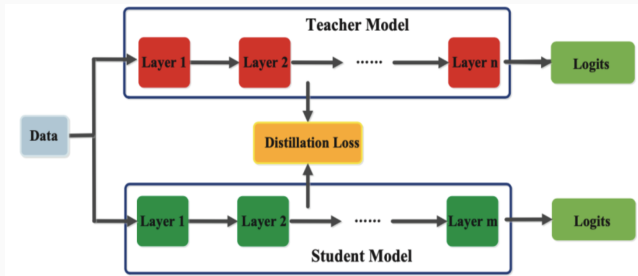 Teacher Model
Layer 1
Layer 2
......
Layer n
Logits
Data
Distillation Loss
Layer 1
Layer 2
......
Layer m
Logits
Student Model